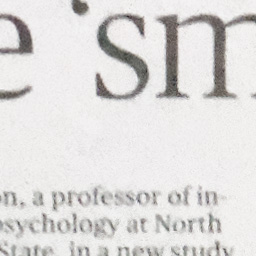 e 'sm
on, a professor of in-
psychology at North
State, in a new study